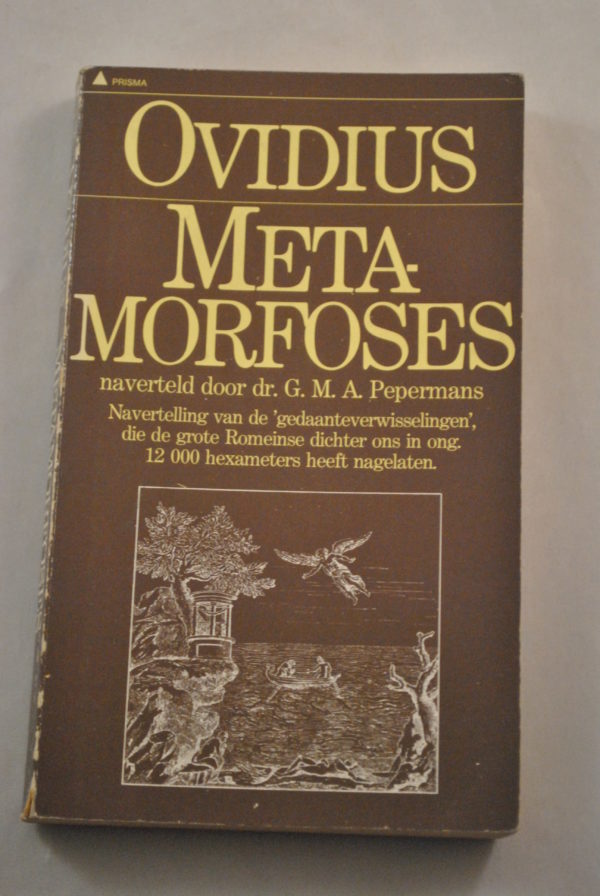 PRISMA
OVIDIUS
META-
MORFOSES
naverteld door dr. G. M. A. Pepermans
Navertelling van de 'gedaanteverwisselingen',
die de grote Romeinse dichter ons in ong.
12 000 hexameters heeft nagelaten.